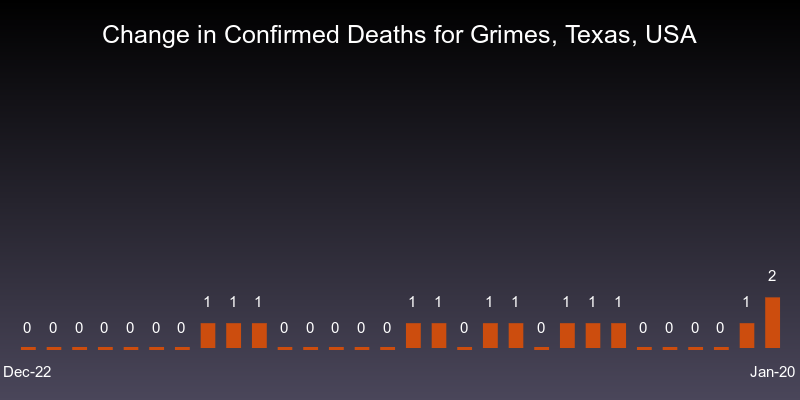 Change in Confirmed Deaths for Grimes, Texas, USA
2
1 1 1 1 1 1 1 1 1 1 1
0 0 0 0 0 0 0 0 0 0 0 0 0 0 0 0 0 0
Dec-22 Jan-20